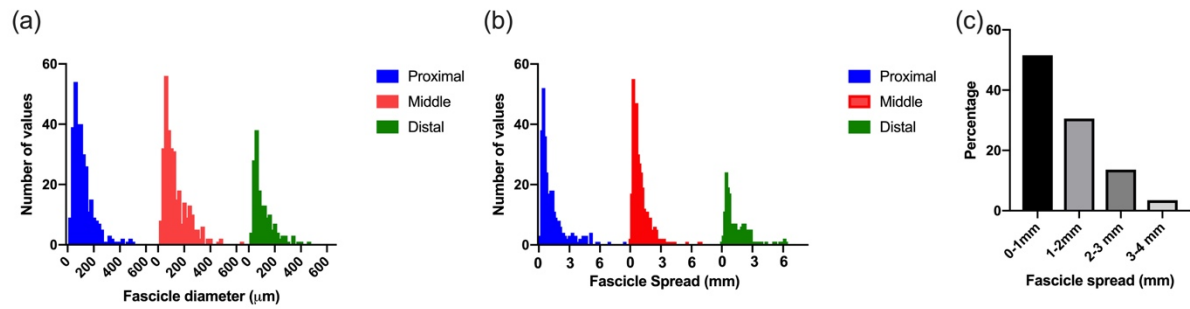 (a)
60
40
20
0
Number of values
0 200 400 600 0 200 400 600 0 200 400 600
Fascicle diameter (μm)
Proximal
Middle
Distal
(b)
60
40
20
0
Number of values
0 3 6 0 3 6 0 3 6
Fascicle Spread (mm)
Proximal
Middle
Distal
(c)
60
40
20
0
Percentage
0-1mm 1-2mm 2-3 mm 3-4 mm
Fascicle spread (mm)